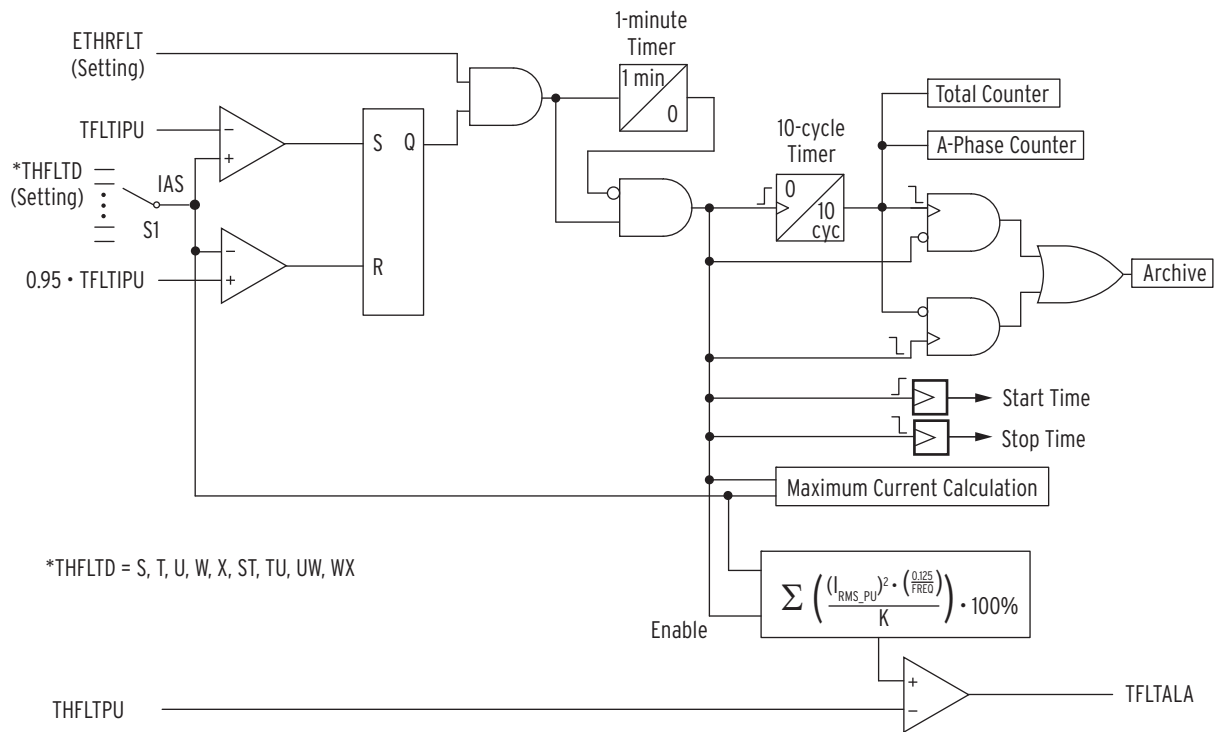 1-minute
Timer
ETHRFLT
(Setting)
1 min
0
TFLTIPU
−
+
S Q
R
*THFLTD
(Setting)
IAS
S1
−
+
0.95 • TFLTIPU
10-cycle
Timer
0
10
cyc
Total Counter
A-Phase Counter
Archive
Start Time
Stop Time
Maximum Current Calculation
*THFLTD = S, T, U, W, X, ST, TU, UW, WX
Σ ( (I_RMS_PU)² • (0.125/FREQ) / K ) • 100%
Enable
+
−
THFLTPU
TFLTALA